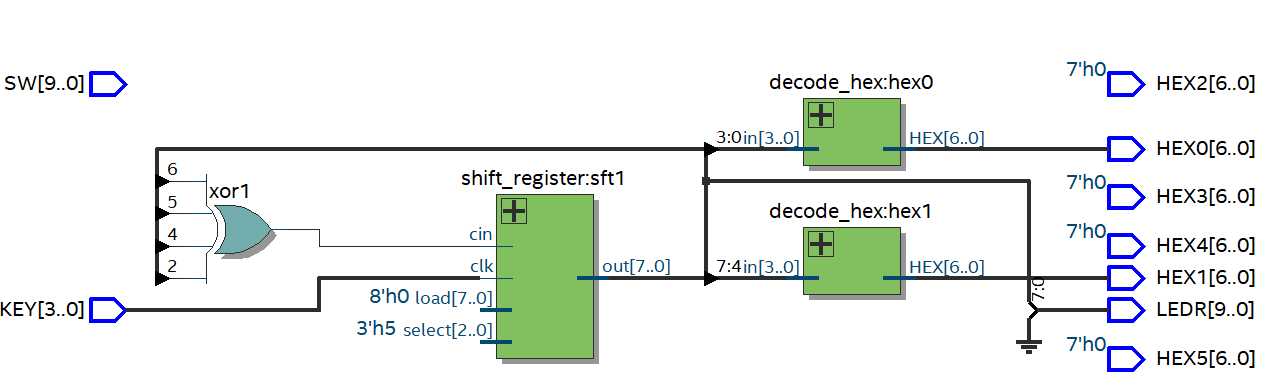 SW[9..0]
6
5
4
2
xor1
KEY[3..0]
shift_register:sft1
cin
clk
8'h0 load[7..0]
3'h5 select[2..0]
out[7..0]
decode_hex:hex0
3:0 in[3..0]
HEX[6..0]
decode_hex:hex1
7:4 in[3..0]
HEX[6..0]
7:0
7'h0 HEX2[6..0]
HEX0[6..0]
7'h0 HEX3[6..0]
7'h0 HEX4[6..0]
HEX1[6..0]
LEDR[9..0]
7'h0 HEX5[6..0]